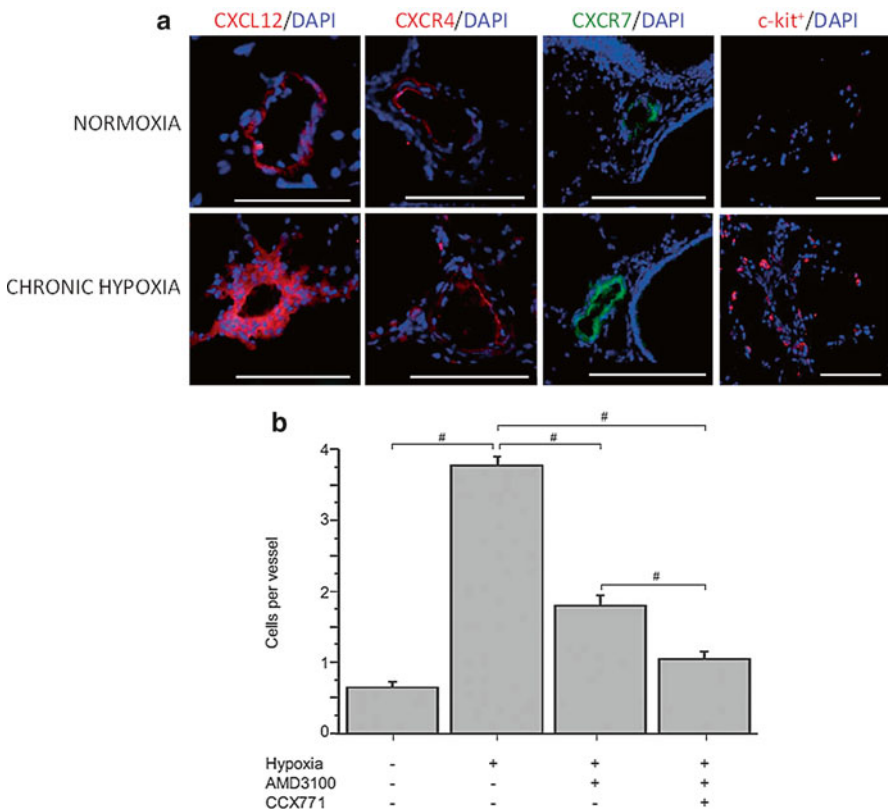 a
CXCL12/DAPI CXCR4/DAPI CXCR7/DAPI c-kit⁺/DAPI
NORMOXIA
CHRONIC HYPOXIA
b
#
# # 
#
4
3
2
1
0
Cells per vessel
Hypoxia - + + +
AMD3100 - - + +
CCX771 - - - +